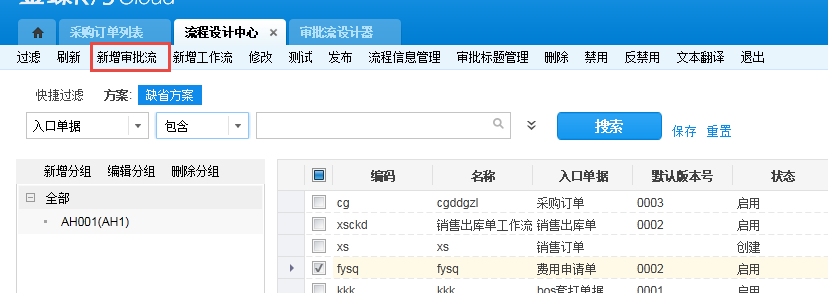 Cloud
采购订单列表 流程设计中心 × 审批流设计器
过滤 刷新 新增审批流 新增工作流 修改 测试 发布 流程信息管理 审批标题管理 删除 禁用 反禁用 文本翻译 退出
快捷过滤 方案: 缺省方案
入口单据 包含 搜索 保存 重置
新增分组 编辑分组 删除分组
全部
AH001(AH1)
编码 名称 入口单据 默认版本号 状态
cg cgddgzl 采购订单 0003 启用
xsckd 销售出库单工作流 销售出库单 0002 启用
xs xs 销售订单 创建
fysq fysq 费用申请单 0002 启用
kkk kkk bos套打单据 0001 启用